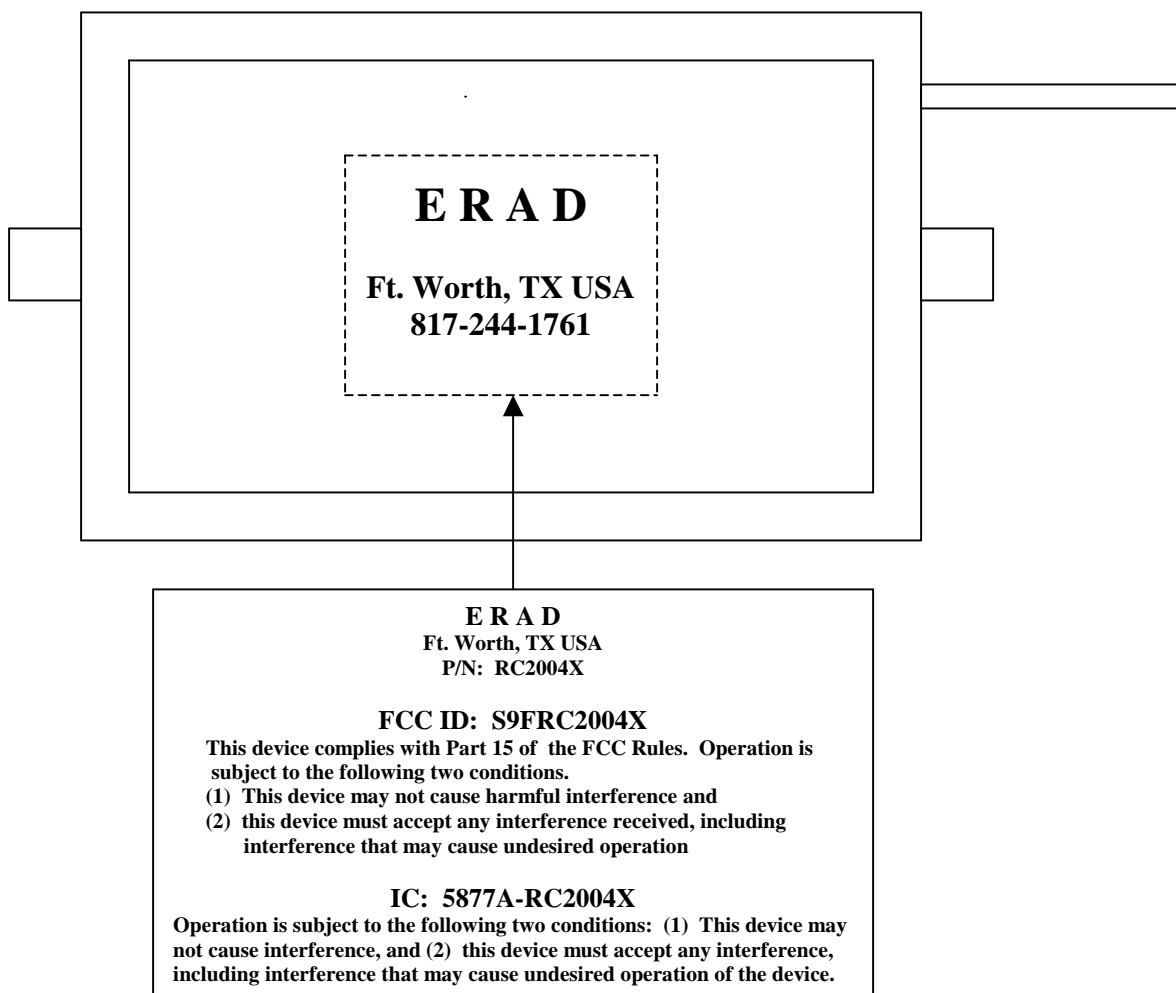 E R A D
Ft. Worth, TX USA
817-244-1761
E R A D
Ft. Worth, TX USA
P/N: RC2004X
FCC ID: S9FRC2004X
This device complies with Part 15 of the FCC Rules. Operation is
subject to the following two conditions.
(1) This device may not cause harmful interference and
(2) this device must accept any interference received, including
interference that may cause undesired operation
IC: 5877A-RC2004X
Operation is subject to the following two conditions: (1) This device may
not cause interference, and (2) this device must accept any interference,
including interference that may cause undesired operation of the device.